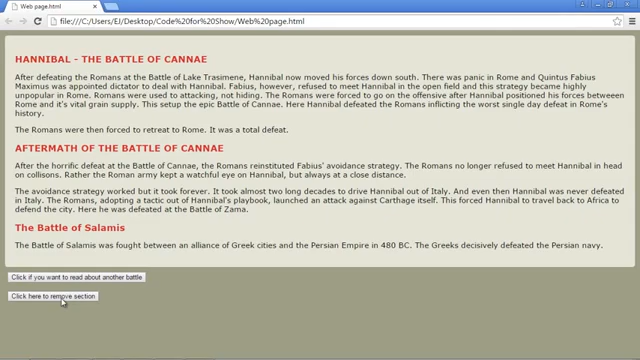 Web page.html
file:///C:/Users/EJ/Desktop/Code%20for%20Show/Web%20page.html
HANNIBAL - THE BATTLE OF CANNAE
After defeating the Romans at the Battle of Lake Trasimene, Hannibal now moved his forces down south. There was panic in Rome and Quintus Fabius
Maximus was appointed dictator to deal with Hannibal. Fabius, however, refused to meet Hannibal in the open field and this strategy became highly
unpopular in Rome. Romans were used to attacking, not hiding. The Romans were forced to go on the offensive after Hannibal positioned his forces betweeen
Rome and it's vital grain supply. This setup the epic Battle of Cannae. Here Hannibal defeated the Romans inflicting the worst single day defeat in Rome's
history.
The Romans were then forced to retreat to Rome. It was a total defeat.
AFTERMATH OF THE BATTLE OF CANNAE
After the horrific defeat at the Battle of Cannae, the Romans reinstituted Fabius' avoidance strategy. The Romans no longer refused to meet Hannibal in head
on collisons. Rather the Roman army kept a watchful eye on Hannibal, but always at a close distance.
The avoidance strategy worked but it took forever. It took almost two long decades to drive Hannibal out of Italy. And even then Hannibal was never defeated
in Italy. The Romans, adopting a tactic out of Hannibal's playbook, launched an attack against Carthage itself. This forced Hannibal to travel back to Africa to
defend the city. Here he was defeated at the Battle of Zama.
The Battle of Salamis
The Battle of Salamis was fought between an alliance of Greek cities and the Persian Empire in 480 BC. The Greeks decisively defeated the Persian navy.
Click if you want to read about another battle
Click here to remove section